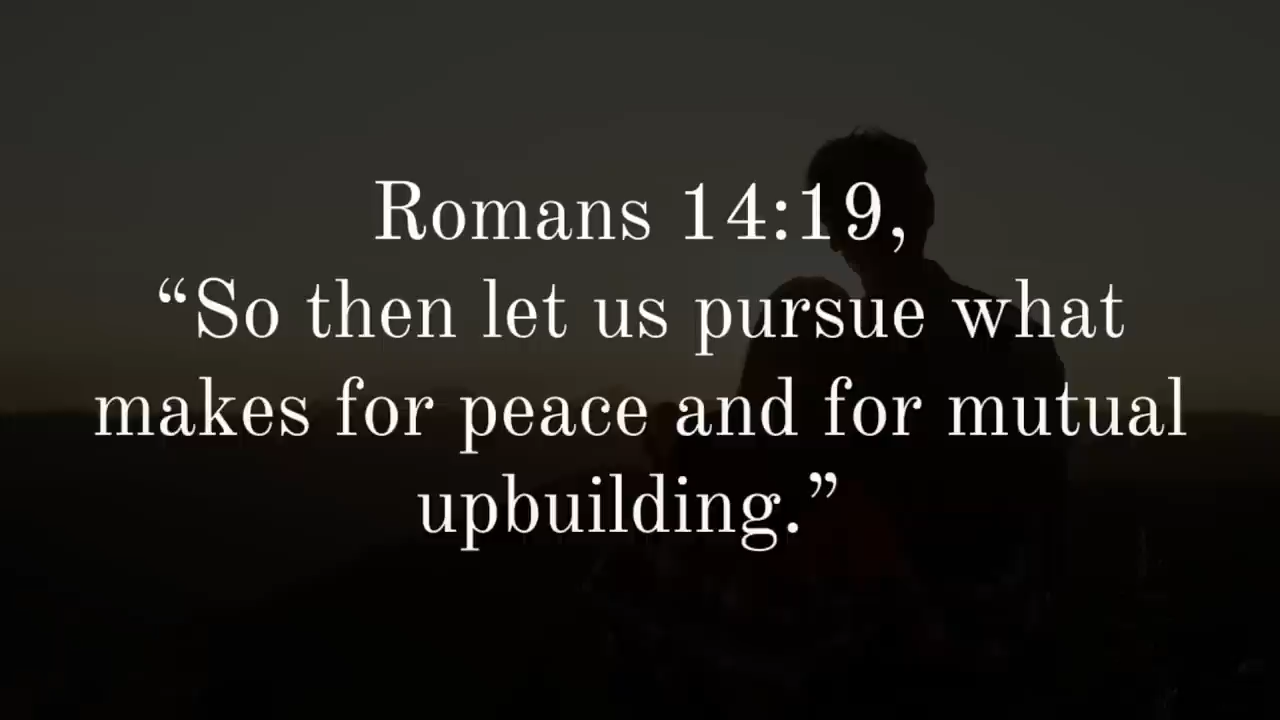 Romans 14:19,
“So then let us pursue what
makes for peace and for mutual
upbuilding.”